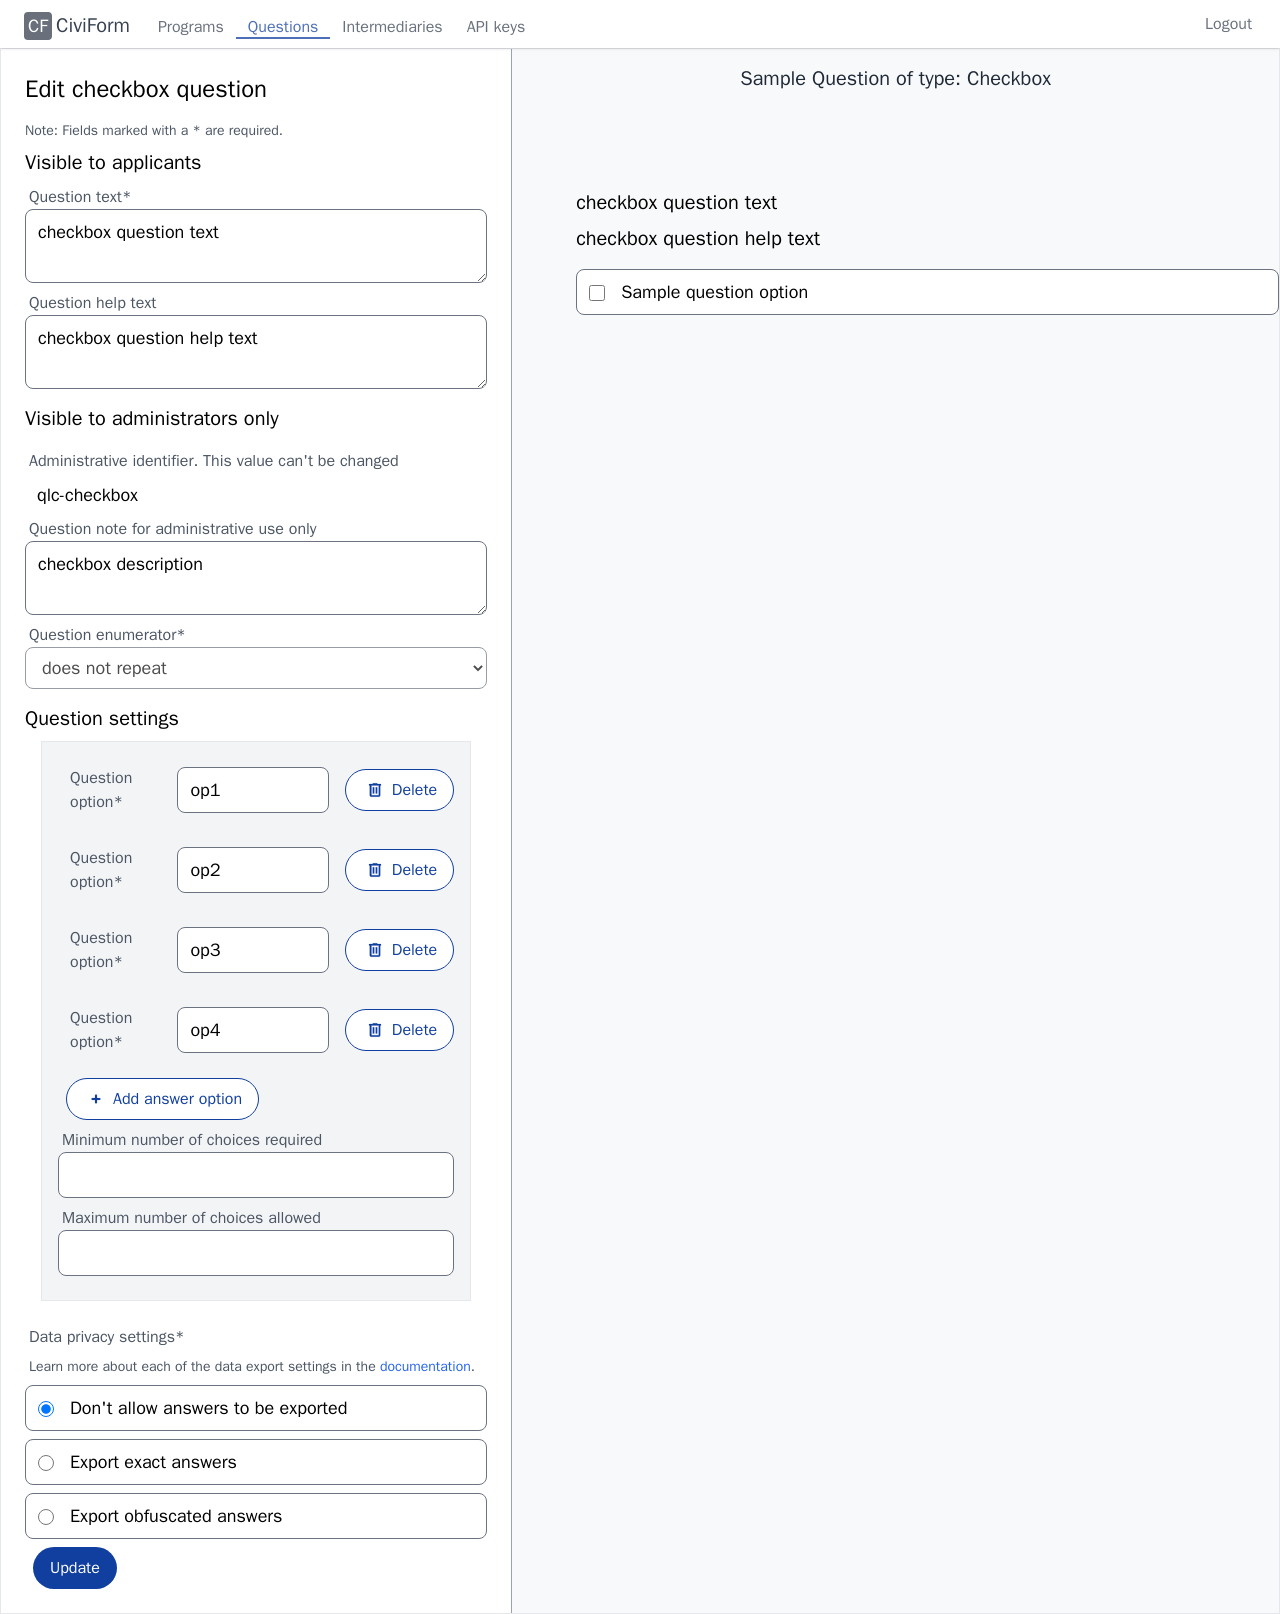 CF CiviForm Programs Questions Intermediaries API keys Logout
Edit checkbox question
Note: Fields marked with a * are required.
Visible to applicants
Question text*
checkbox question text
Question help text
checkbox question help text
Visible to administrators only
Administrative identifier. This value can't be changed
qlc-checkbox
Question note for administrative use only
checkbox description
Question enumerator*
does not repeat
Question settings
Question option*
op1
Delete
Question option*
op2
Delete
Question option*
op3
Delete
Question option*
op4
Delete
+ Add answer option
Minimum number of choices required
Maximum number of choices allowed
Data privacy settings*
Learn more about each of the data export settings in the documentation.
Don't allow answers to be exported
Export exact answers
Export obfuscated answers
Update
Sample Question of type: Checkbox
checkbox question text
checkbox question help text
Sample question option